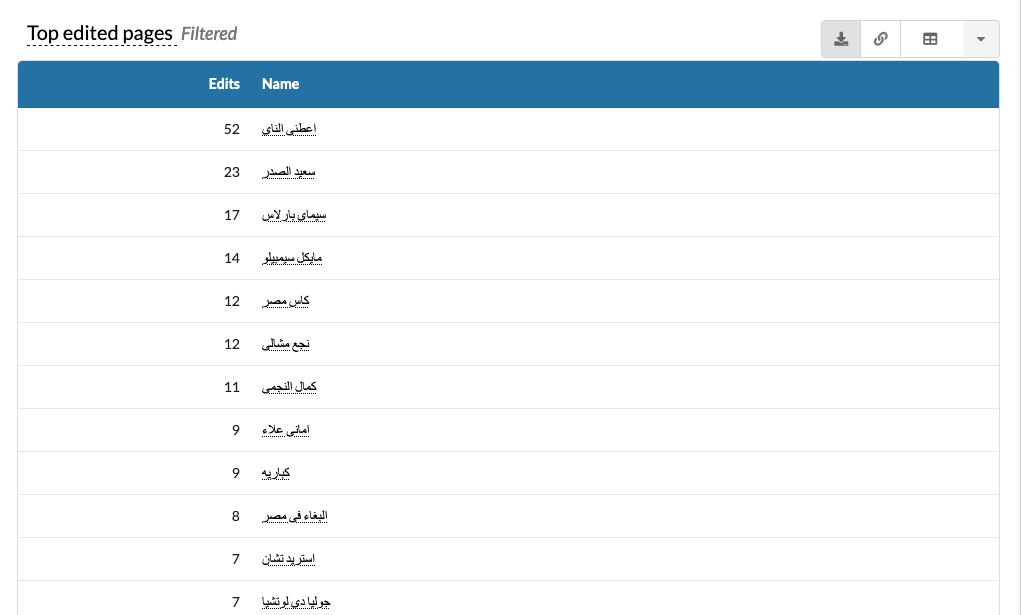 Top edited pages Filtered
Edits Name
52 اعطنى الناي
23 سعيد الصدر
17 سيماي بارلاس
14 مايكل سيمبيلو
12 كاس مصر
12 نجع مشالى
11 كمال النجمى
9 امانى علاء
9 كباريه
8 البغاء فى مصر
7 استريد تشان
7 جوليا دي لوتشيا